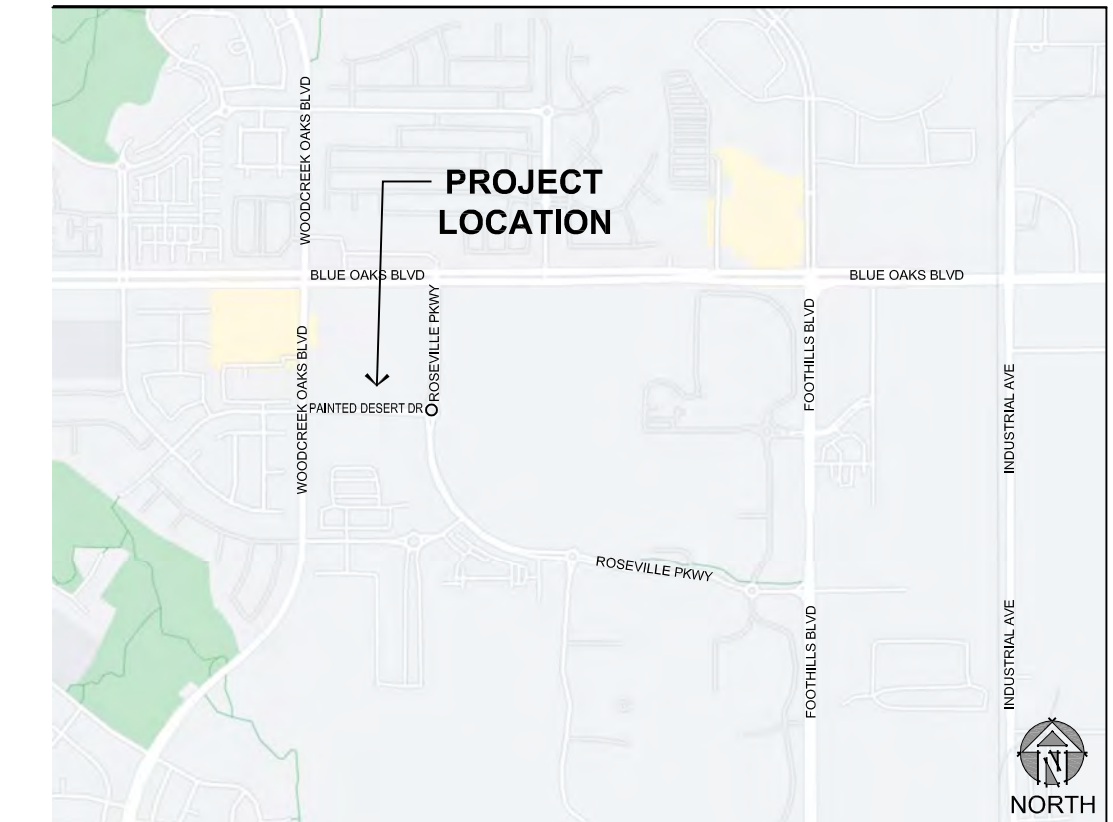 WOODCREEK OAKS BLVD
PROJECT
LOCATION
BLUE OAKS BLVD
BLUE OAKS BLVD
ROSEVILLE PKWY
FOOTHILLS BLVD
WOODCREEK OAKS BLVD
INDUSTRIAL AVE
PAINTED DESERT DR
ROSEVILLE PKWY
FOOTHILLS BLVD
INDUSTRIAL AVE
N
NORTH